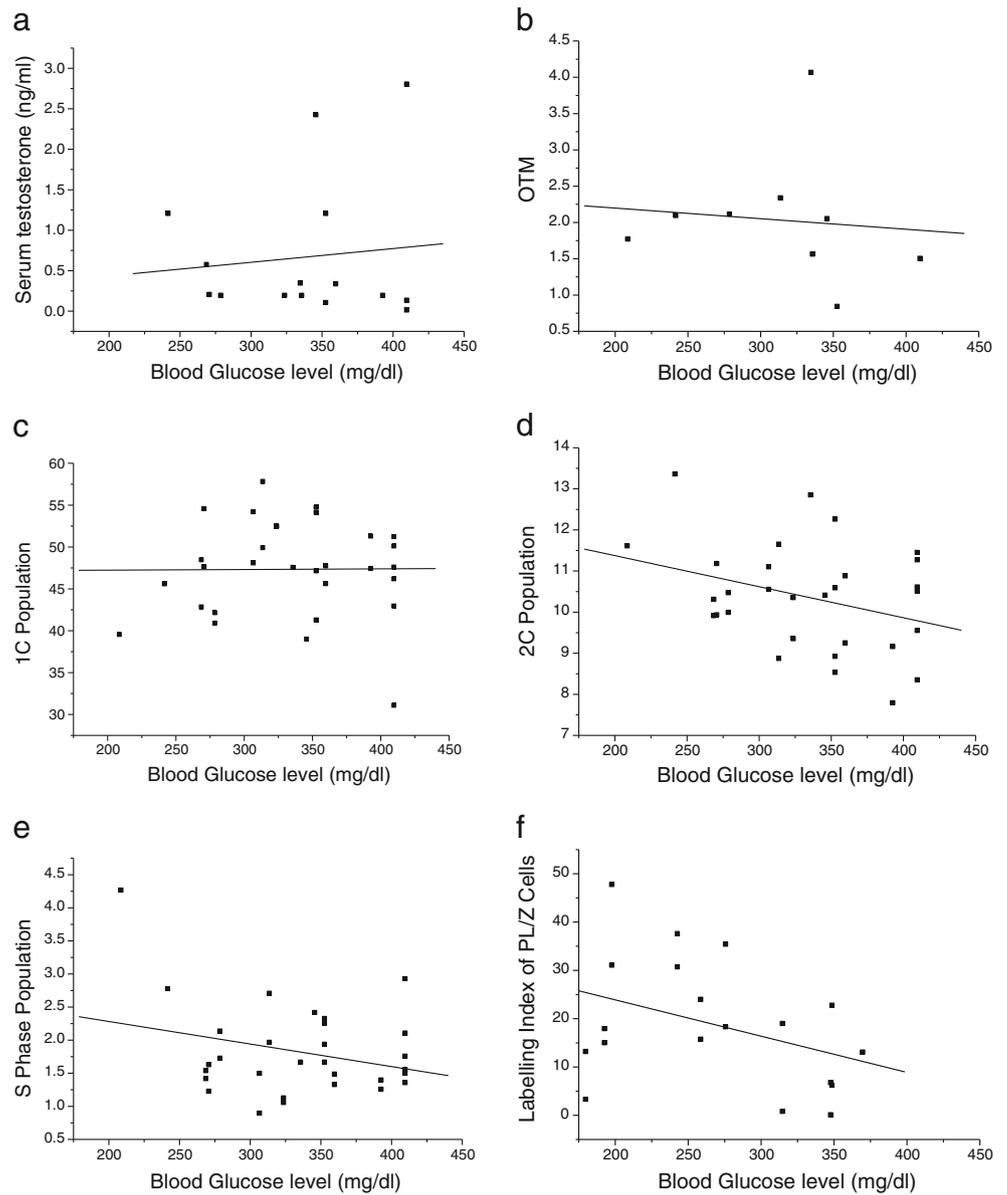 a
3.0
2.5
2.0
1.5
1.0
0.5
0.0
Serum testosterone (ng/ml)
200 250 300 350 400 450
Blood Glucose level (mg/dl)
b
4.5
4.0
3.5
3.0
2.5
2.0
1.5
1.0
0.5
OTM
200 250 300 350 400 450
Blood Glucose level (mg/dl)
c
60
55
50
45
40
35
30
1C Population
200 250 300 350 400 450
Blood Glucose level (mg/dl)
d
14
13
12
11
10
9
8
7
2C Population
200 250 300 350 400 450
Blood Glucose level (mg/dl)
e
4.5
4.0
3.5
3.0
2.5
2.0
1.5
1.0
0.5
S Phase Population
200 250 300 350 400 450
Blood Glucose level (mg/dl)
f
50
40
30
20
10
0
Labelling Index of PL/Z Cells
200 250 300 350 400 450
Blood Glucose level (mg/dl)